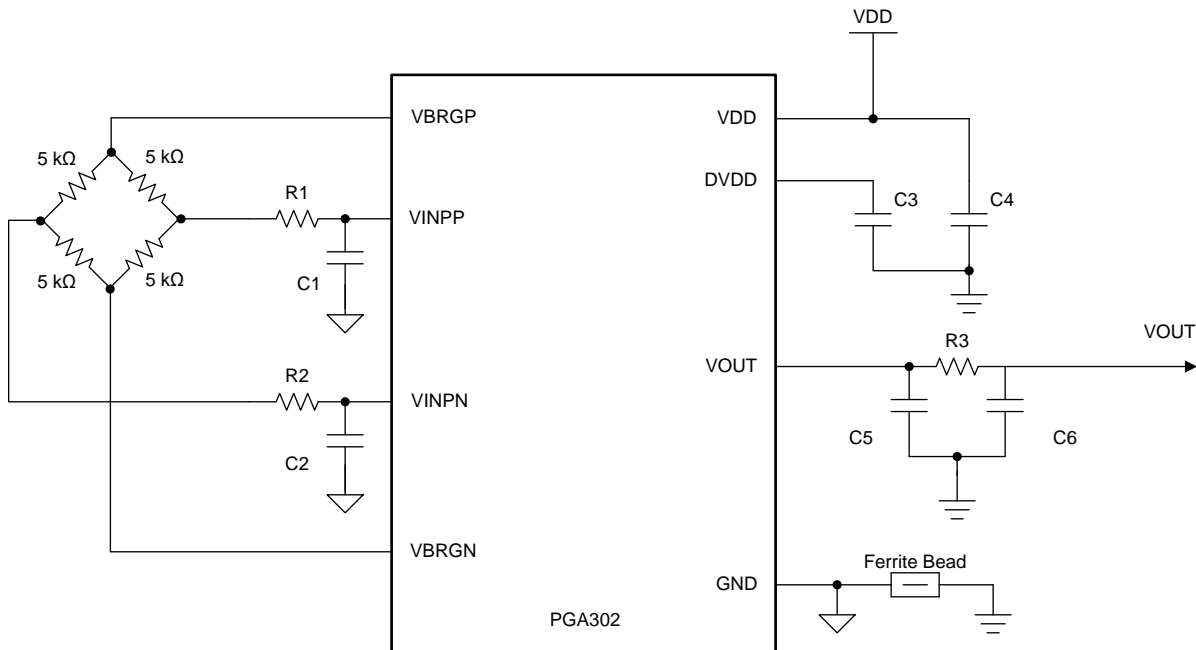 VDD
VBRGP
VDD
5 kΩ
5 kΩ
DVDD
R1
C3
C4
VINPP
5 kΩ
5 kΩ
C1
VOUT
R3
VOUT
R2
VINPN
C5
C6
C2
VBRGN
Ferrite Bead
GND
PGA302